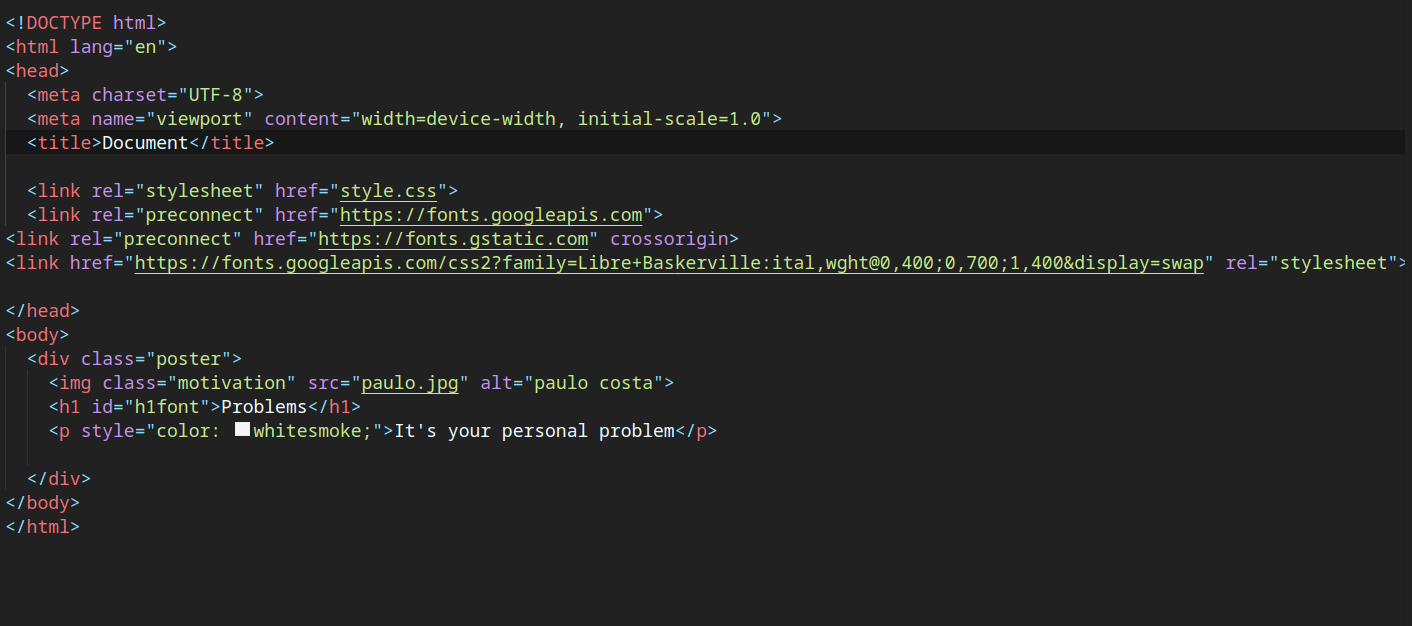 <!DOCTYPE html>
<html lang="en">
<head>
  <meta charset="UTF-8">
  <meta name="viewport" content="width=device-width, initial-scale=1.0">
  <title>Document</title>

  <link rel="stylesheet" href="style.css">
  <link rel="preconnect" href="https://fonts.googleapis.com">
<link rel="preconnect" href="https://fonts.gstatic.com" crossorigin>
<link href="https://fonts.googleapis.com/css2?family=Libre+Baskerville:ital,wght@0,400;0,700;1,400&display=swap" rel="stylesheet">

</head>
<body>
  <div class="poster">
    <img class="motivation" src="paulo.jpg" alt="paulo costa">
    <h1 id="h1font">Problems</h1>
    <p style="color: whitesmoke;">It's your personal problem</p>

  </div>
</body>
</html>